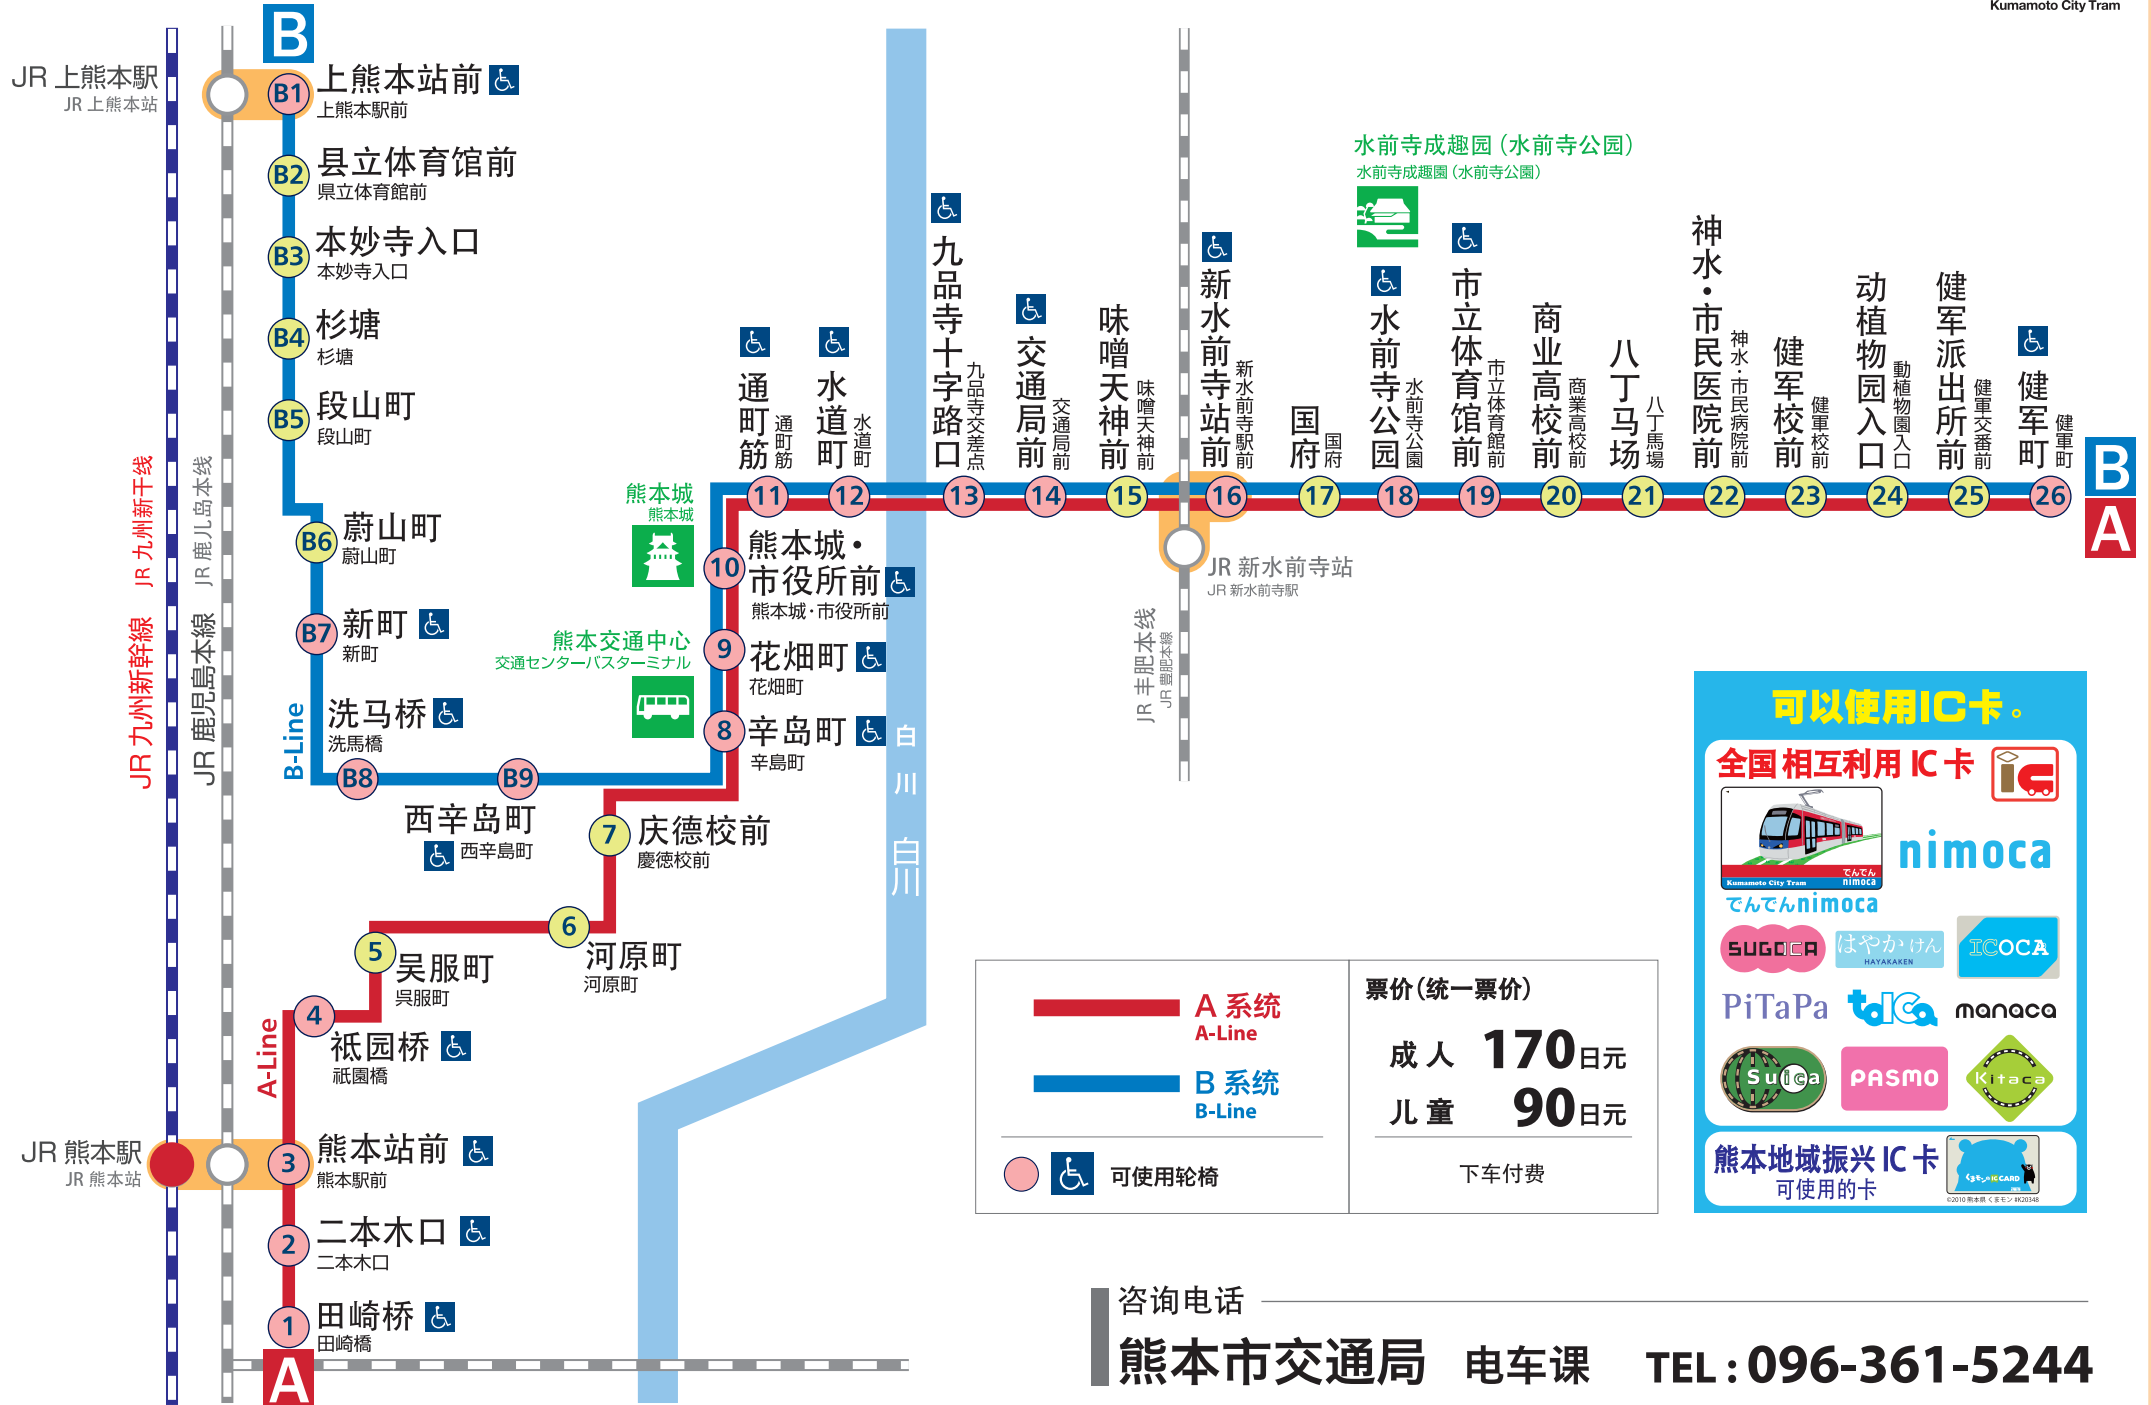 Kumamoto City Tram
B
JR 上熊本駅
JR 上熊本站
B1
上熊本站前
上熊本駅前
B2
县立体育馆前
県立体育館前
B3
本妙寺入口
本妙寺入口
B4
杉塘
杉塘
B5
段山町
段山町
B6
蔚山町
蔚山町
B7
新町
新町
B-Line
洗马桥
洗馬橋
B8
B9
西辛岛町
西辛島町
JR 九州新干线
JR 九州新幹線
JR 鹿儿岛本线
JR 鹿児島本線
熊本城
熊本城
熊本交通中心
交通センターバスターミナル
10
熊本城・
市役所前
熊本城・市役所前
9
花畑町
花畑町
8
辛岛町
辛島町
7
庆德校前
慶徳校前
6
河原町
河原町
5
吴服町
呉服町
4
祗园桥
祇園橋
A-Line
JR 熊本駅
JR 熊本站
3
熊本站前
熊本駅前
2
二本木口
二本木口
1
田崎桥
田崎橋
A
白川
白川
11
通町筋
通町筋
12
水道町
水道町
13
九品寺十字路口
九品寺交差点
14
交通局前
交通局前
15
味噌天神前
味噌天神前
16
新水前寺站前
新水前寺駅前
17
国府
国府
水前寺成趣园（水前寺公园）
水前寺成趣園（水前寺公園）
18
水前寺公园
水前寺公園
19
市立体育馆前
市立体育館前
20
商业高校前
商業高校前
21
八丁马场
八丁馬場
22
神水・市民医院前
神水・市民病院前
23
健军校前
健軍校前
24
动植物园入口
動植物園入口
25
健军派出所前
健軍交番前
26
健军町
健軍町
B
A
JR 新水前寺站
JR 新水前寺駅
JR 丰肥本线
JR 豊肥本線
A 系统
A-Line
B 系统
B-Line
可使用轮椅
票价（统一票价）
成人 170日元
儿童 90日元
下车付费
可以使用IC卡。
全国相互利用 IC 卡
でんでん
nimoca
Kumamoto City Tram
でんでんnimoca
nimoca
SUGOCA
はやかけん
HAYAKAKEN
ICOCA
PiTaPa
toICa
manaca
Suica
PASMO
Kitaca
熊本地域振兴 IC 卡
可使用的卡
くまモンのIC CARD
©2010 熊本県 くまモン #K20348
咨询电话
熊本市交通局 电车课 TEL : 096-361-5244